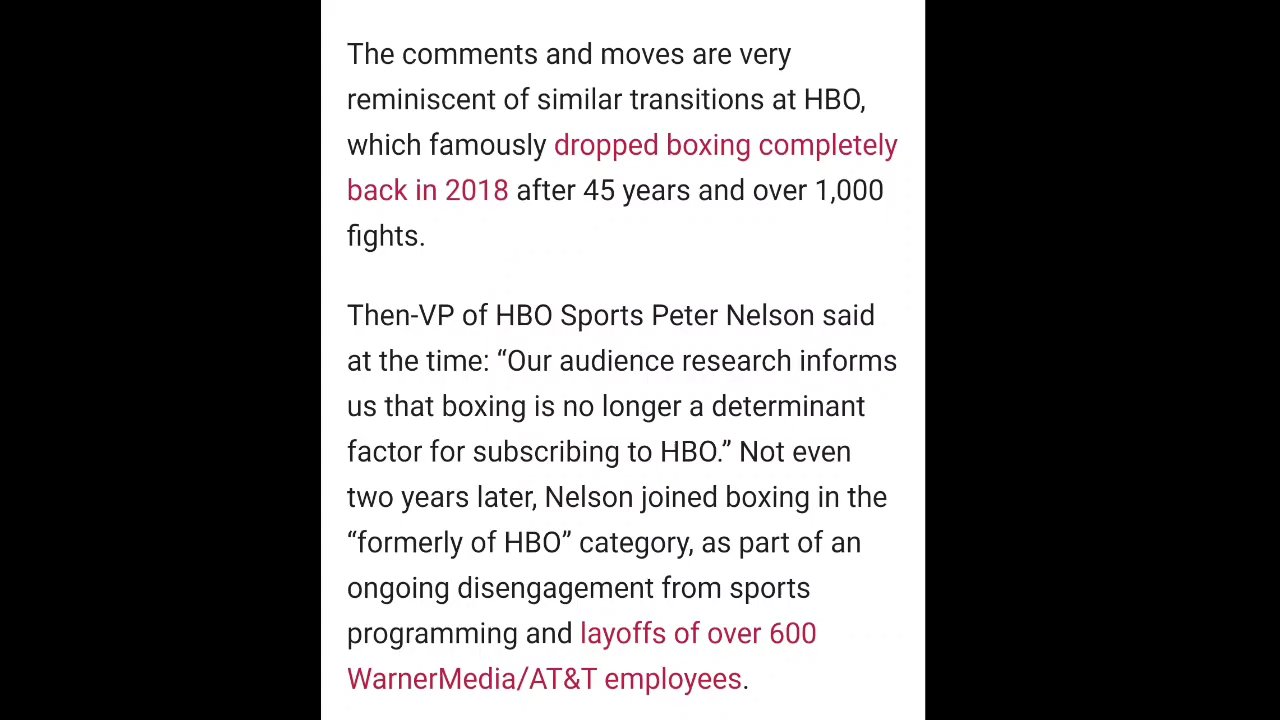 The comments and moves are very
reminiscent of similar transitions at HBO,
which famously dropped boxing completely
back in 2018 after 45 years and over 1,000
fights.
Then-VP of HBO Sports Peter Nelson said
at the time: “Our audience research informs
us that boxing is no longer a determinant
factor for subscribing to HBO.” Not even
two years later, Nelson joined boxing in the
“formerly of HBO” category, as part of an
ongoing disengagement from sports
programming and layoffs of over 600
WarnerMedia/AT&T employees.